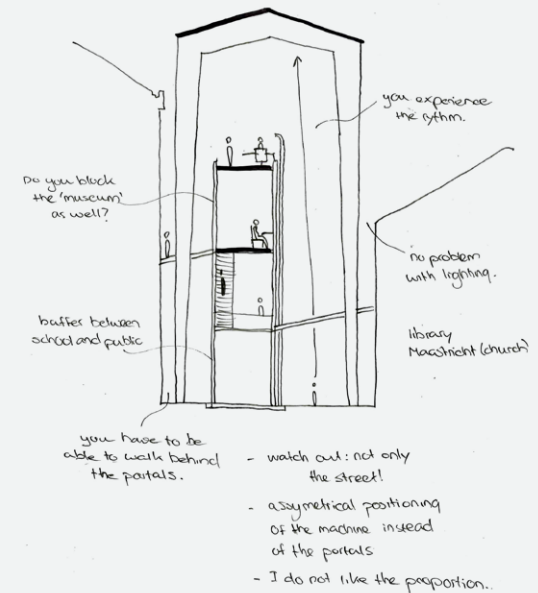 you experience
the rythm.
Do you block
the 'museum'
as well?
no problem
with lighting.
buffer between
school and public
library
Maastricht (church)
you have to be
able to walk behind
the portals.
- watch out: not only
the street!
- assymetrical positioning
of the machine instead
of the portals
- I do not like the proportion..